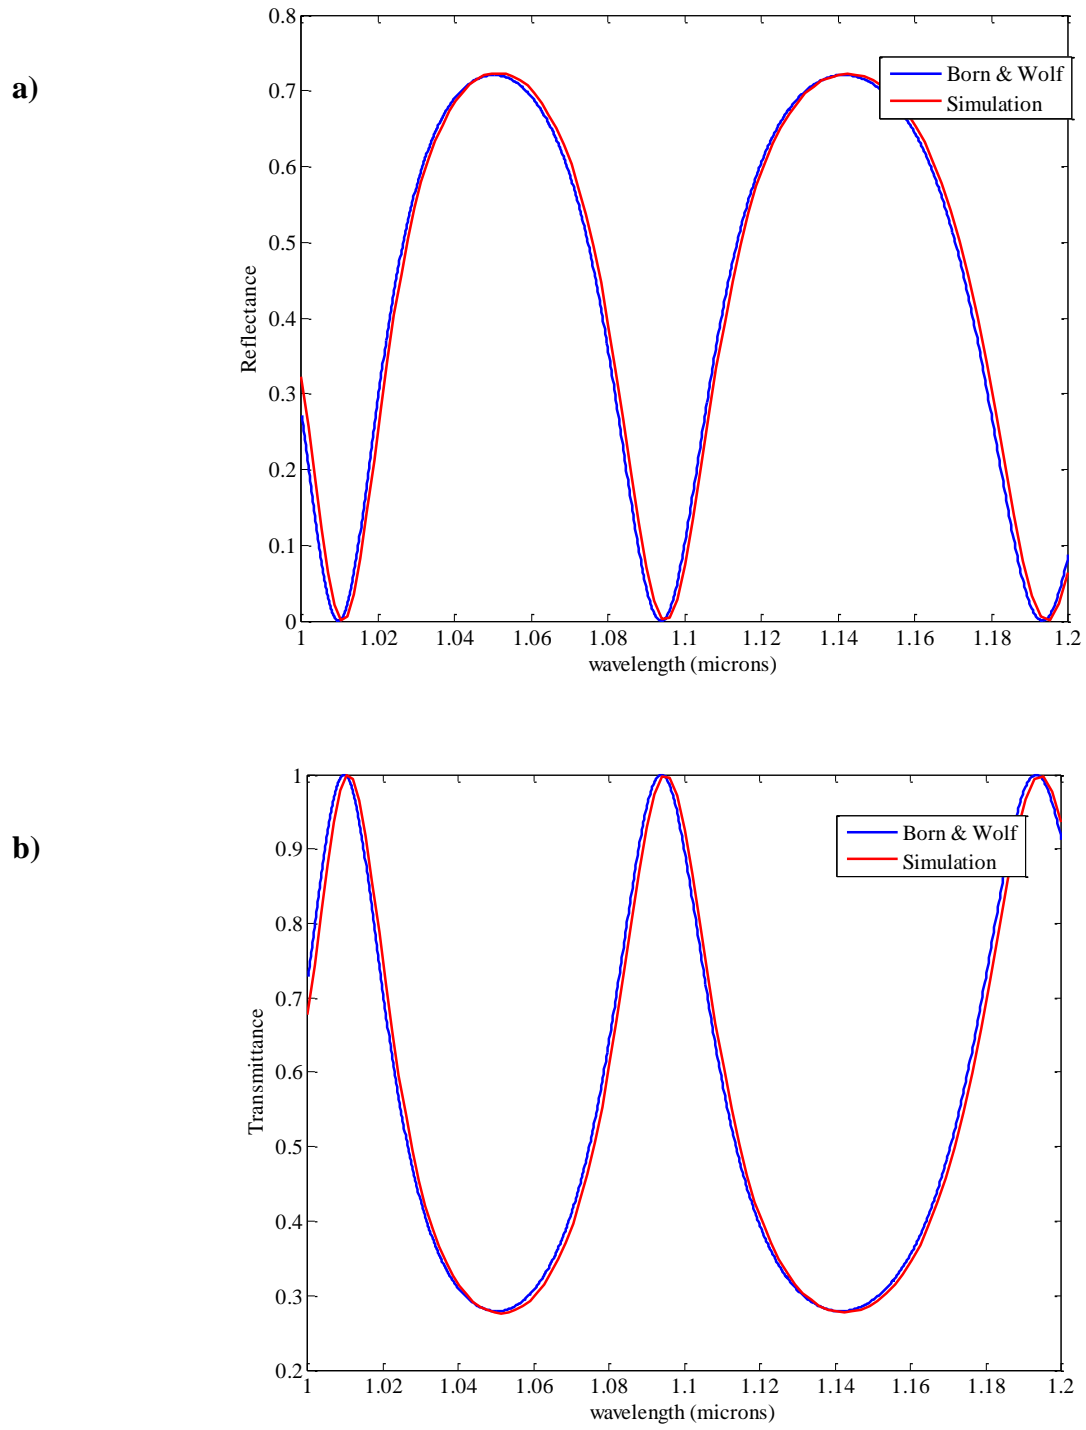 a)
0.8
0.7
0.6
0.5
0.4
0.3
0.2
0.1
0
Reflectance
Born & Wolf
Simulation
1 1.02 1.04 1.06 1.08 1.1 1.12 1.14 1.16 1.18 1.2
wavelength (microns)
b)
1
0.9
0.8
0.7
0.6
0.5
0.4
0.3
0.2
Transmittance
Born & Wolf
Simulation
1 1.02 1.04 1.06 1.08 1.1 1.12 1.14 1.16 1.18 1.2
wavelength (microns)